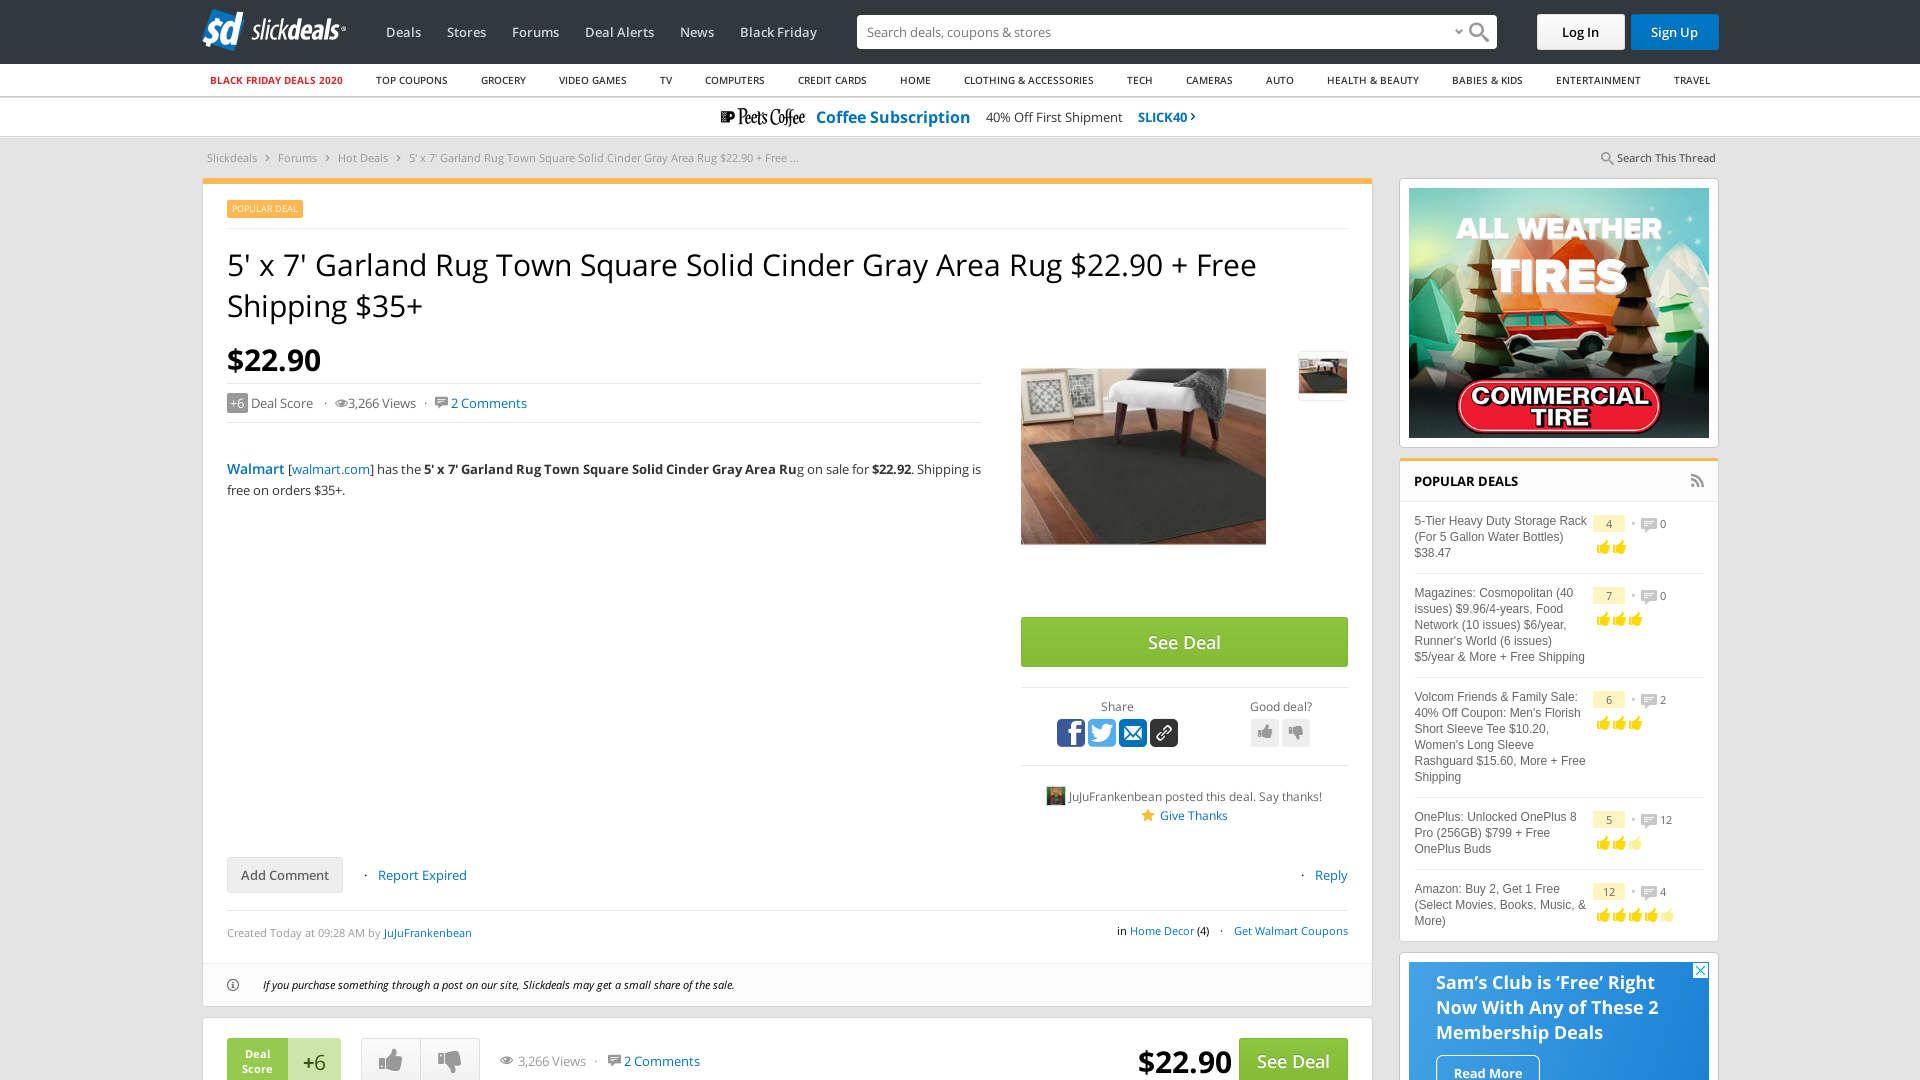 sd slickdeals®
Deals
Stores
Forums
Deal Alerts
News
Black Friday
Search deals, coupons & stores
Log In
Sign Up
BLACK FRIDAY DEALS 2020
TOP COUPONS
GROCERY
VIDEO GAMES
TV
COMPUTERS
CREDIT CARDS
HOME
CLOTHING & ACCESSORIES
TECH
CAMERAS
AUTO
HEALTH & BEAUTY
BABIES & KIDS
ENTERTAINMENT
TRAVEL
Peet's Coffee Coffee Subscription 40% Off First Shipment SLICK40 ›
Slickdeals › Forums › Hot Deals › 5' x 7' Garland Rug Town Square Solid Cinder Gray Area Rug $22.90 + Free ...
Search This Thread
POPULAR DEAL
5' x 7' Garland Rug Town Square Solid Cinder Gray Area Rug $22.90 + Free
Shipping $35+
$22.90
+6 Deal Score · 3,266 Views · 2 Comments
Walmart [walmart.com] has the 5' x 7' Garland Rug Town Square Solid Cinder Gray Area Rug on sale for $22.92. Shipping is
free on orders $35+.
See Deal
Share
Good deal?
JuJuFrankenbean posted this deal. Say thanks!
Give Thanks
Add Comment
· Report Expired
· Reply
Created Today at 09:28 AM by JuJuFrankenbean
in Home Decor (4) · Get Walmart Coupons
If you purchase something through a post on our site, Slickdeals may get a small share of the sale.
Deal
Score
+6
3,266 Views · 2 Comments
$22.90
See Deal
ALL WEATHER
TIRES
COMMERCIAL
TIRE
POPULAR DEALS
5-Tier Heavy Duty Storage Rack
(For 5 Gallon Water Bottles)
$38.47
4 • 0
Magazines: Cosmopolitan (40
issues) $9.96/4-years, Food
Network (10 issues) $6/year,
Runner's World (6 issues)
$5/year & More + Free Shipping
7 • 0
Volcom Friends & Family Sale:
40% Off Coupon: Men's Florish
Short Sleeve Tee $10.20,
Women's Long Sleeve
Rashguard $15.60, More + Free
Shipping
6 • 2
OnePlus: Unlocked OnePlus 8
Pro (256GB) $799 + Free
OnePlus Buds
5 • 12
Amazon: Buy 2, Get 1 Free
(Select Movies, Books, Music, &
More)
12 • 4
Sam's Club is ‘Free’ Right
Now With Any of These 2
Membership Deals
Read More